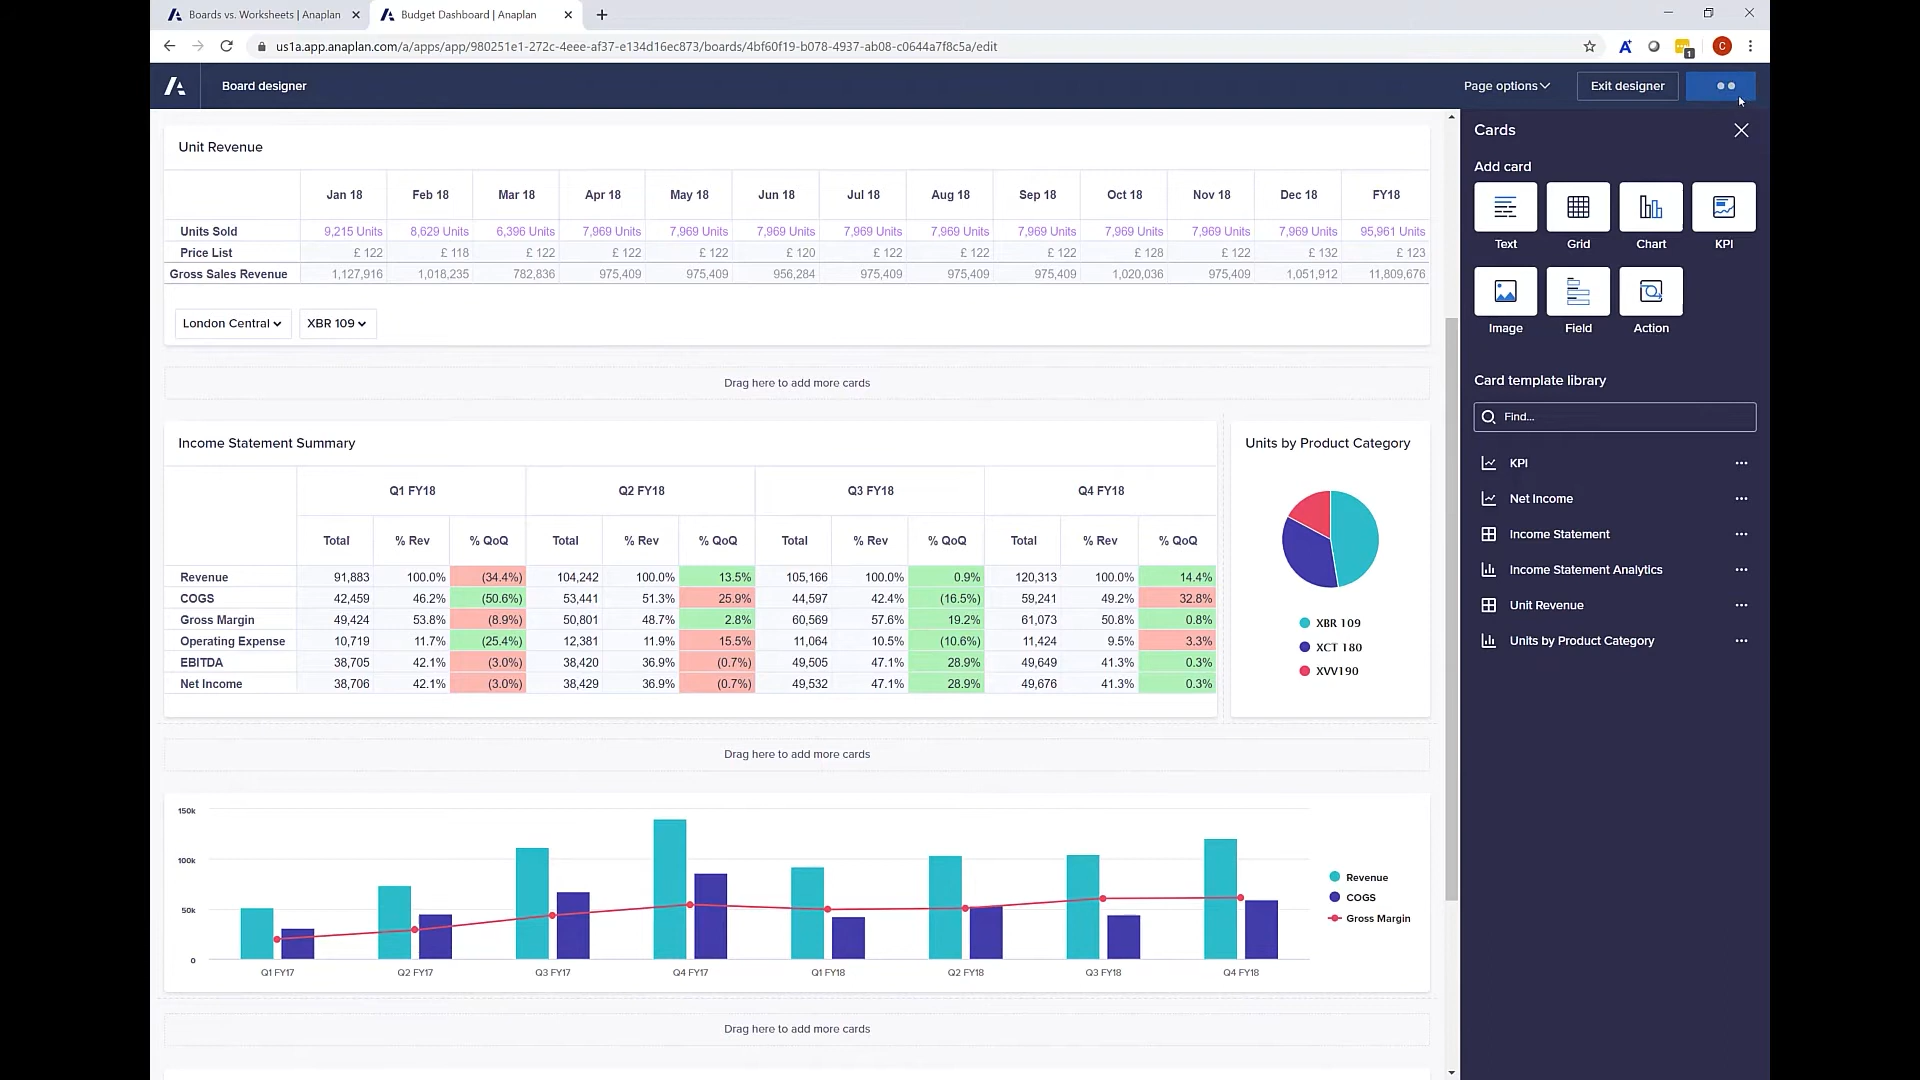 Boards vs. Worksheets | Anaplan
Budget Dashboard | Anaplan
us1a.app.anaplan.com/a/apps/app/980251e1-272c-4eee-af37-e134d16ec873/boards/4bf60f19-b078-4937-ab08-c0644a7f8c5a/edit
1
C
Board designer
Page options
Exit designer
Unit Revenue
Jan 18 Feb 18 Mar 18 Apr 18 May 18 Jun 18 Jul 18 Aug 18 Sep 18 Oct 18 Nov 18 Dec 18 FY18
Units Sold 9,215 Units 8,629 Units 6,396 Units 7,969 Units 7,969 Units 7,969 Units 7,969 Units 7,969 Units 7,969 Units 7,969 Units 7,969 Units 7,969 Units 95,961 Units
Price List £ 122 £ 118 £ 122 £ 122 £ 122 £ 120 £ 122 £ 122 £ 122 £ 128 £ 122 £ 132 £ 123
Gross Sales Revenue 1,127,916 1,018,235 782,836 975,409 975,409 956,284 975,409 975,409 975,409 1,020,036 975,409 1,051,912 11,809,676
London Central
XBR 109
Drag here to add more cards
Income Statement Summary
Q1 FY18 Q2 FY18 Q3 FY18 Q4 FY18
Total % Rev % QoQ Total % Rev % QoQ Total % Rev % QoQ Total % Rev % QoQ
Revenue 91,883 100.0% (34.4%) 104,242 100.0% 13.5% 105,166 100.0% 0.9% 120,313 100.0% 14.4%
COGS 42,459 46.2% (50.6%) 53,441 51.3% 25.9% 44,597 42.4% (16.5%) 59,241 49.2% 32.8%
Gross Margin 49,424 53.8% (8.9%) 50,801 48.7% 2.8% 60,569 57.6% 19.2% 61,073 50.8% 0.8%
Operating Expense 10,719 11.7% (25.4%) 12,381 11.9% 15.5% 11,064 10.5% (10.6%) 11,424 9.5% 3.3%
EBITDA 38,705 42.1% (3.0%) 38,420 36.9% (0.7%) 49,505 47.1% 28.9% 49,649 41.3% 0.3%
Net Income 38,706 42.1% (3.0%) 38,429 36.9% (0.7%) 49,532 47.1% 28.9% 49,676 41.3% 0.3%
Units by Product Category
XBR 109
XCT 180
XVV190
Drag here to add more cards
150k
100k
50k
0
Q1 FY17 Q2 FY17 Q3 FY17 Q4 FY17 Q1 FY18 Q2 FY18 Q3 FY18 Q4 FY18
Revenue
COGS
Gross Margin
Drag here to add more cards
Cards
Add card
Text Grid Chart KPI
Image Field Action
Card template library
Find...
KPI
Net Income
Income Statement
Income Statement Analytics
Unit Revenue
Units by Product Category